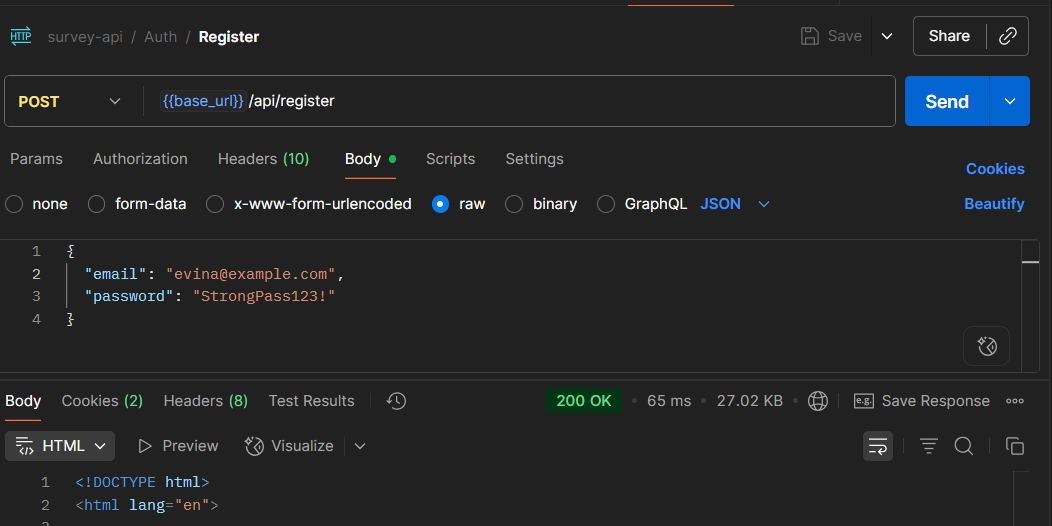 HTTP survey-api / Auth / Register Save Share
POST {{base_url}} /api/register Send
Params Authorization Headers (10) Body Scripts Settings Cookies
none form-data x-www-form-urlencoded raw binary GraphQL JSON Beautify
1 {
2 "email": "evina@example.com",
3 "password": "StrongPass123!"
4 }
Body Cookies (2) Headers (8) Test Results 200 OK • 65 ms • 27.02 KB • e.g. Save Response
HTML Preview Visualize
1 <!DOCTYPE html>
2 <html lang="en">